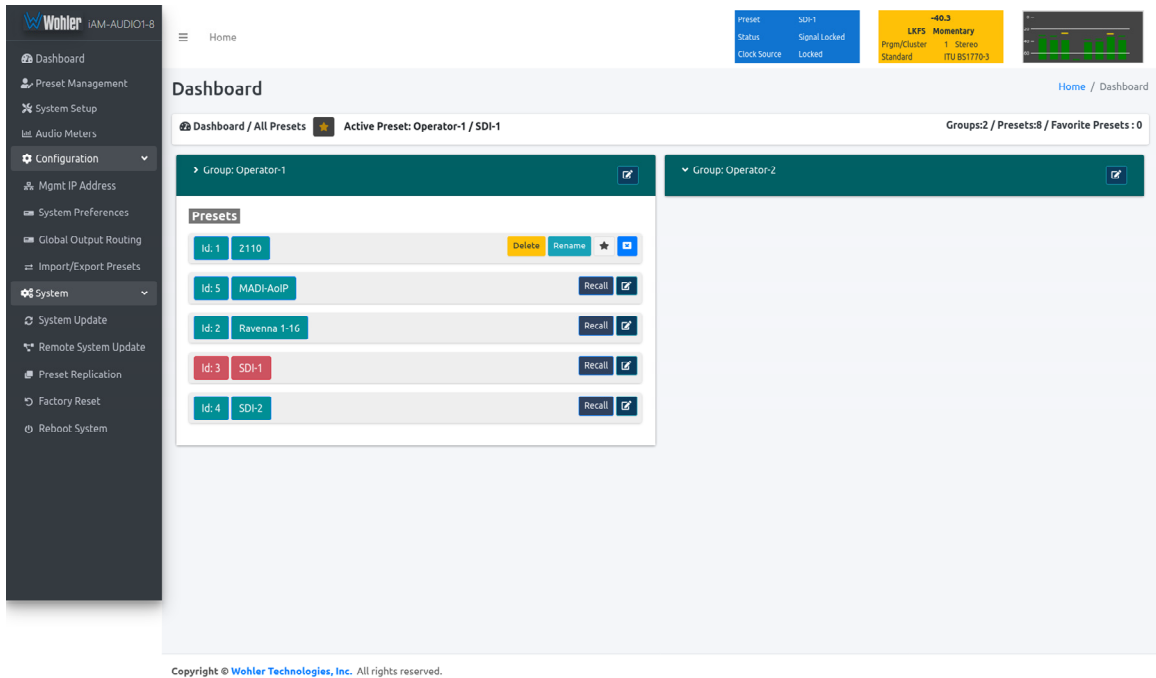 Wohler iAM-AUDIO1-8
Dashboard
Preset Management
System Setup
Audio Meters
Configuration
Mgmt IP Address
System Preferences
Global Output Routing
Import/Export Presets
System
System Update
Remote System Update
Preset Replication
Factory Reset
Reboot System
Home
Preset SDI-1
Status Signal Locked
Clock Source Locked
-40.3
LKFS Momentary
Prgm/Cluster 1 Stereo
Standard ITU BS1770-3
Dashboard
Home / Dashboard
Dashboard / All Presets Active Preset: Operator-1 / SDI-1
Groups:2 / Presets:8 / Favorite Presets : 0
Group: Operator-1
Presets
Id: 1 2110 Delete Rename
Id: 5 MADI-AoIP Recall
Id: 2 Ravenna 1-16 Recall
Id: 3 SDI-1 Recall
Id: 4 SDI-2 Recall
Group: Operator-2
Copyright © Wohler Technologies, Inc. All rights reserved.